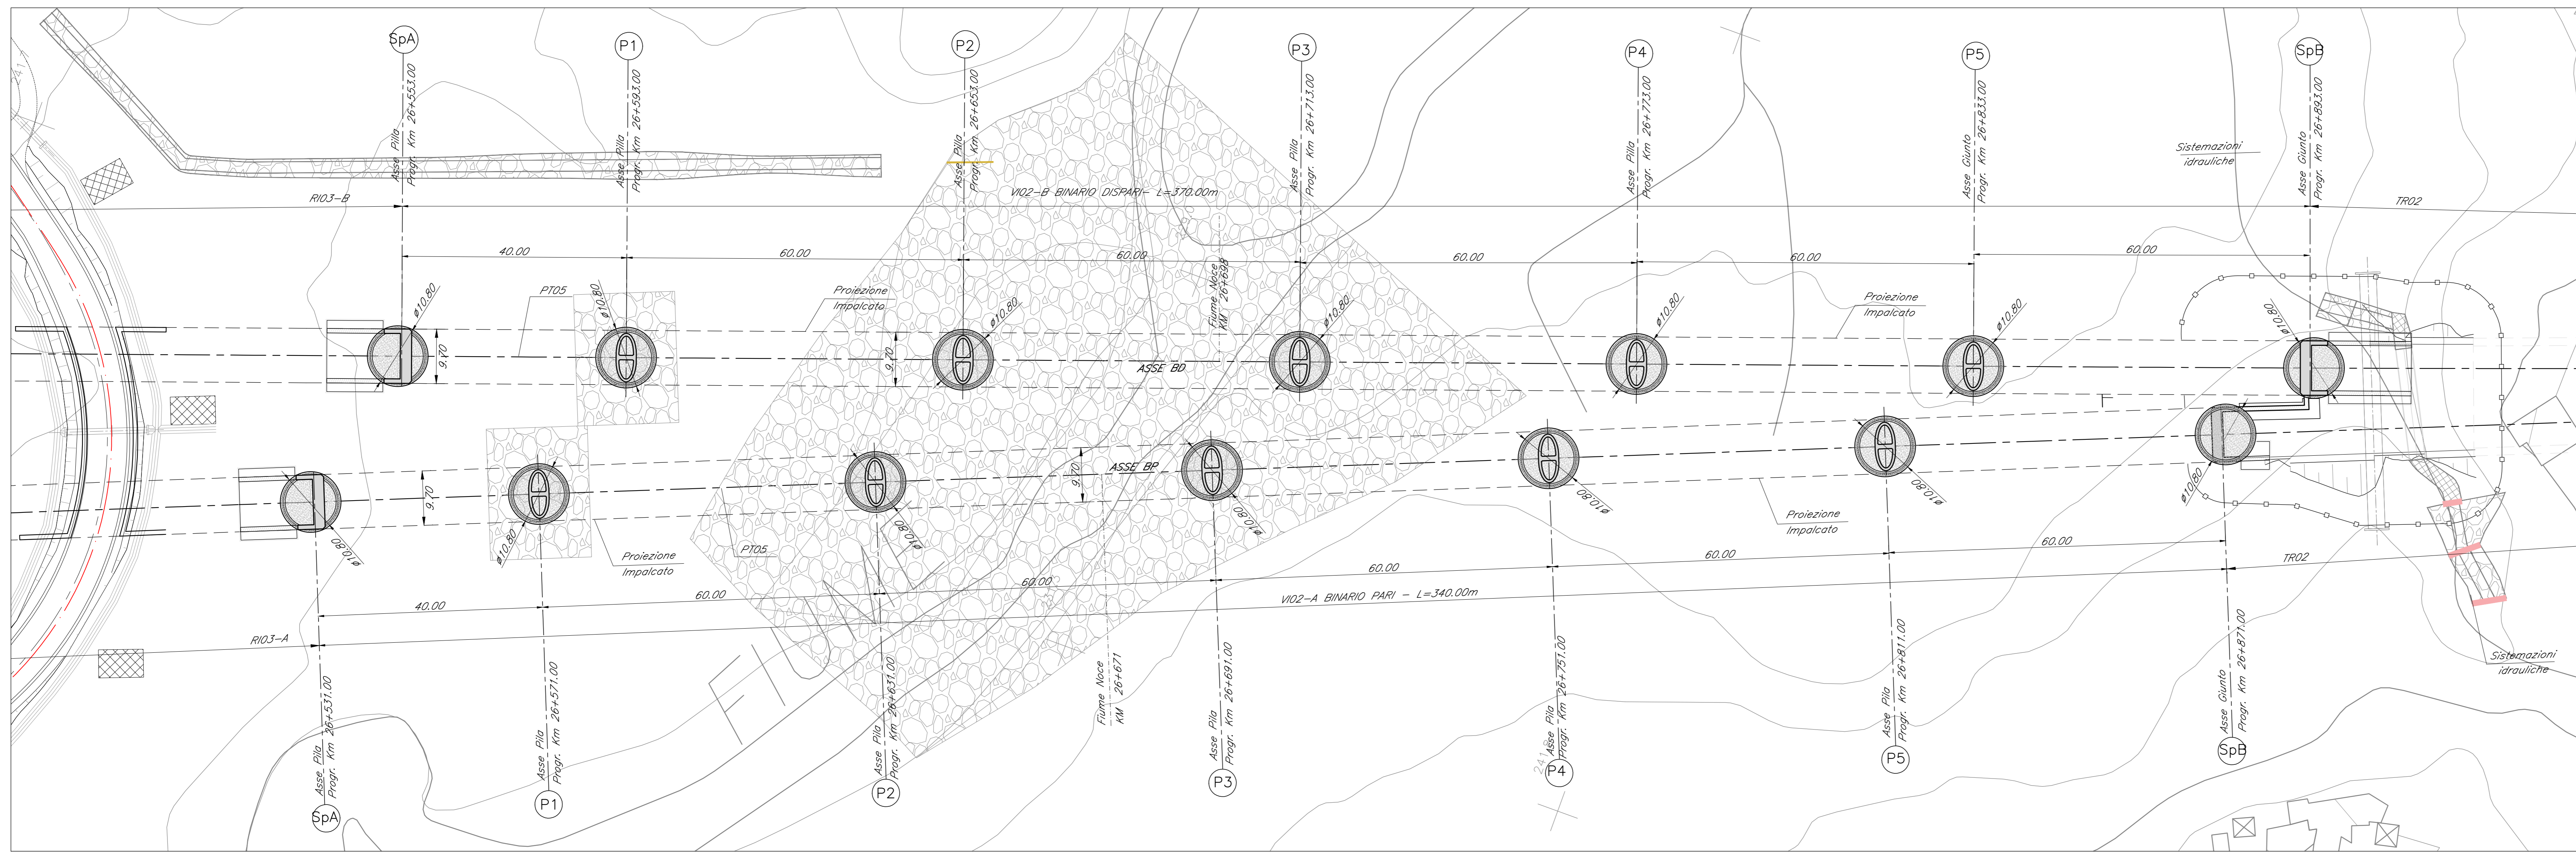 SpA
P1
P2
P3
P4
P5
SpB
Asse Pilla
Progr. Km 26+553.00
Asse Pilla
Progr. Km 26+593.00
Asse Pilla
Progr. Km 26+653.00
Asse Pilla
Progr. Km 26+713.00
Asse Pilla
Progr. Km 26+773.00
Asse Giunto
Progr. Km 26+833.00
Asse Giunto
Progr. Km 26+893.00
Sistemazioni
idrauliche
RI03-B
VI02-B BINARIO DISPARI- L=370.00m
TR02
40.00
60.00
60.00
60.00
60.00
60.00
PT05
Proiezione
Impalcato
Fiume Noce
KM 26+698
Proiezione
Impalcato
ø10.80
ø10.80
ø10.80
ø10.80
ø10.80
ø10.80
ø10.80
9.70
9.70
ASSE BD
ASSE BP
9.70
9.70
ø10.80
ø10.80
ø10.80
ø10.80
ø10.80
ø10.80
ø10.80
Proiezione
Impalcato
PT05
Proiezione
Impalcato
40.00
60.00
60.00
60.00
60.00
60.00
RI03-A
VI02-A BINARIO PARI - L=340.00m
TR02
Fiume Noce
KM 26+671
Sistemazioni
idrauliche
Asse Pila
Progr. Km 26+531.00
Asse Pila
Progr. Km 26+571.00
Asse Pila
Progr. Km 26+631.00
Asse Pila
Progr. Km 26+691.00
Asse Pila
Progr. Km 26+751.00
Asse Pila
Progr. Km 26+811.00
Asse Giunto
Progr. Km 26+871.00
SpA
P1
P2
P3
P4
P5
SpB